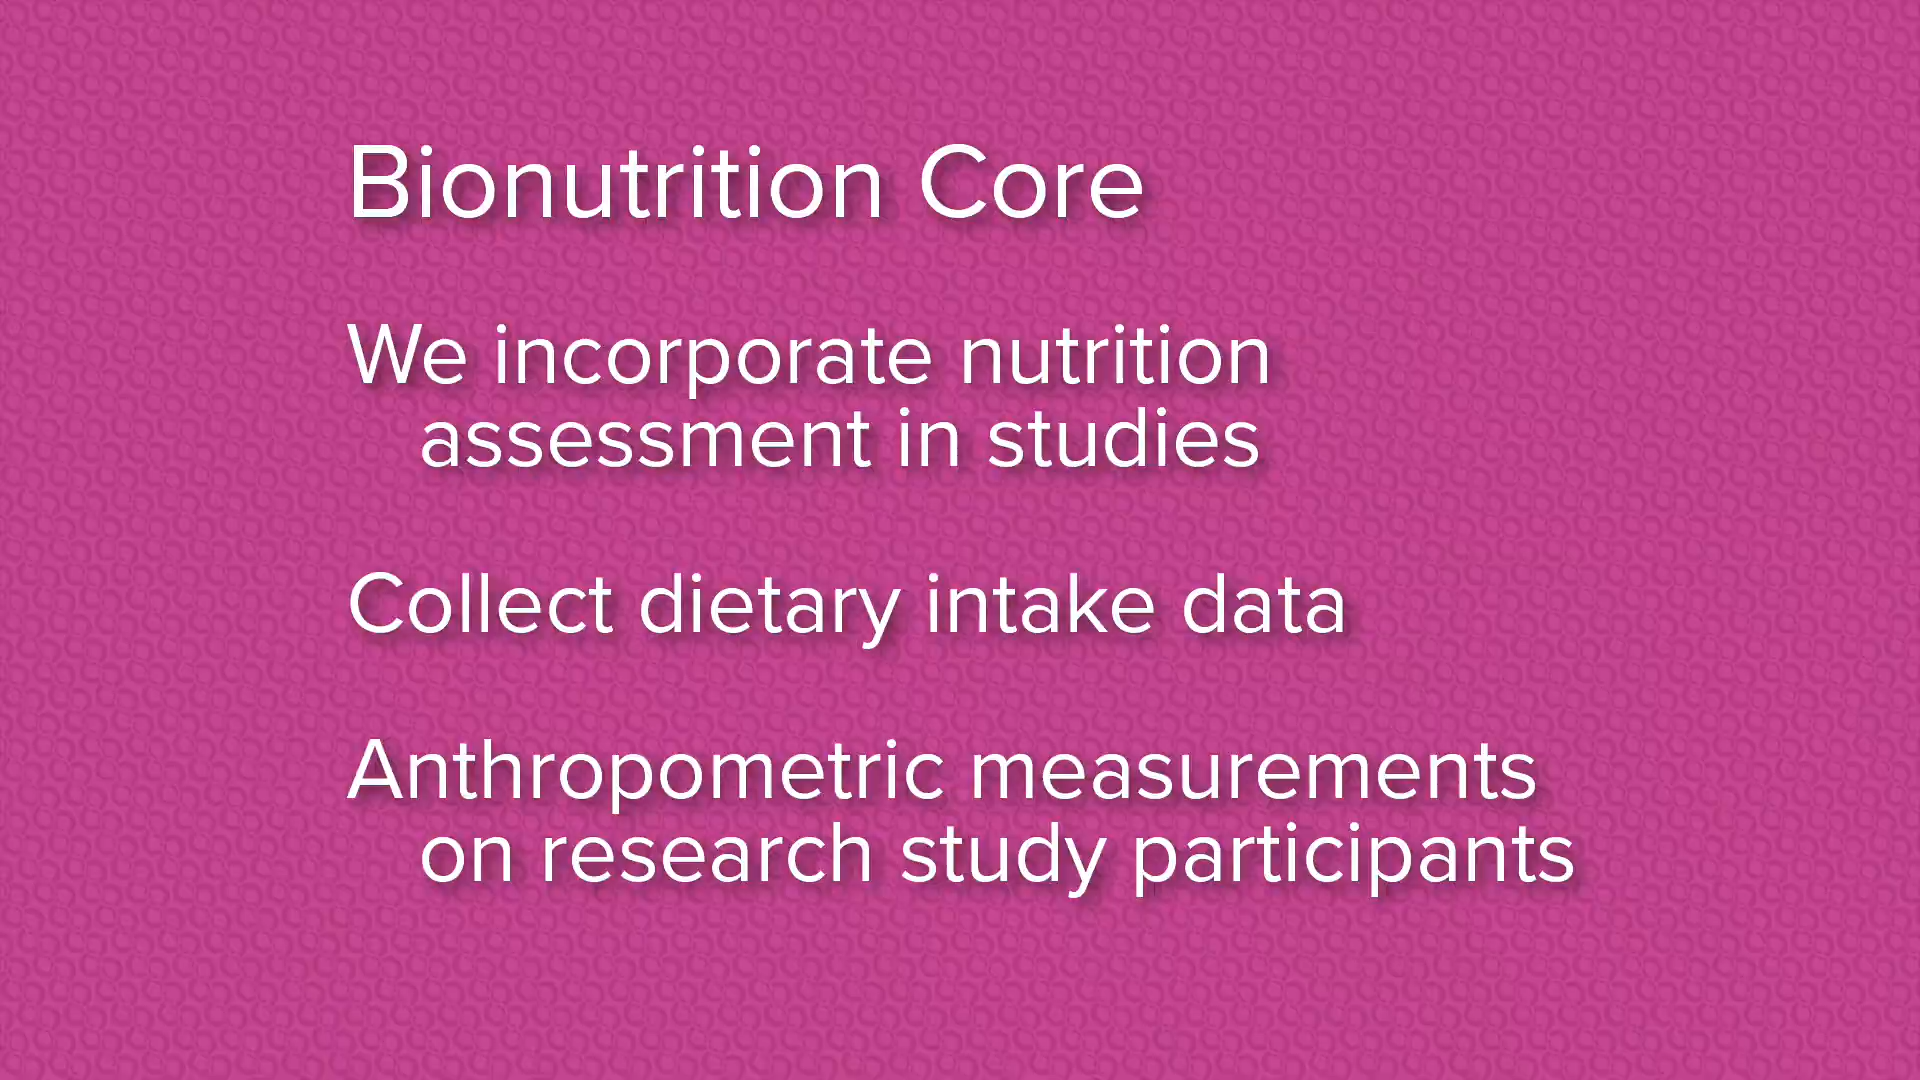 Bionutrition Core
We incorporate nutrition
assessment in studies
Collect dietary intake data
Anthropometric measurements
on research study participants